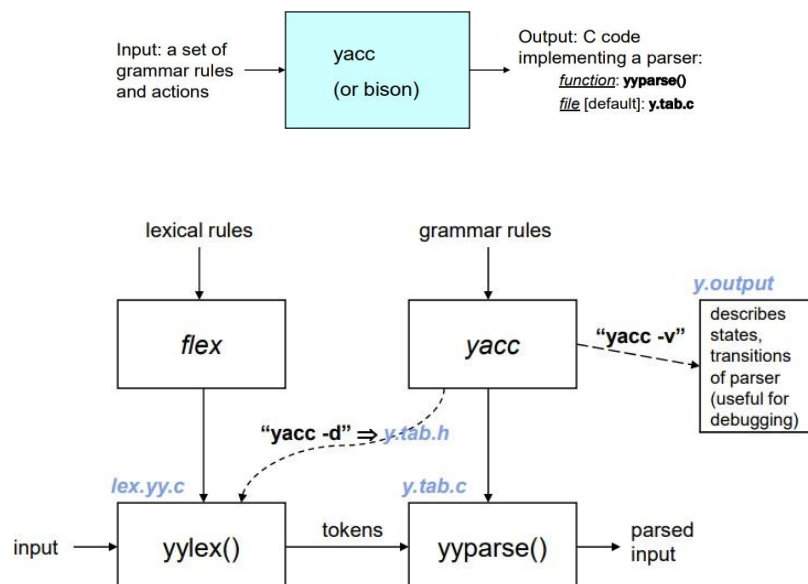 Input: a set of
grammar rules
and actions
yacc
(or bison)
Output: C code
implementing a parser:
function: yyparse()
file [default]: y.tab.c
lexical rules
grammar rules
y.output
flex
yacc
"yacc -v"
describes
states,
transitions
of parser
(useful for
debugging)
"yacc -d" ⇒ y.tab.h
lex.yy.c
y.tab.c
input
yylex()
tokens
yyparse()
parsed
input